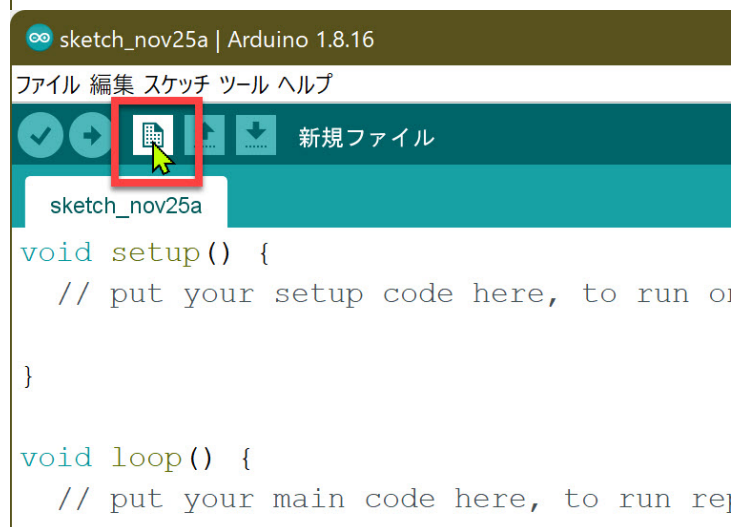 sketch_nov25a | Arduino 1.8.16
ファイル 編集 スケッチ ツール ヘルプ
新規ファイル
sketch_nov25a
void setup() {
// put your setup code here, to run
}
void loop() {
// put your main code here, to run